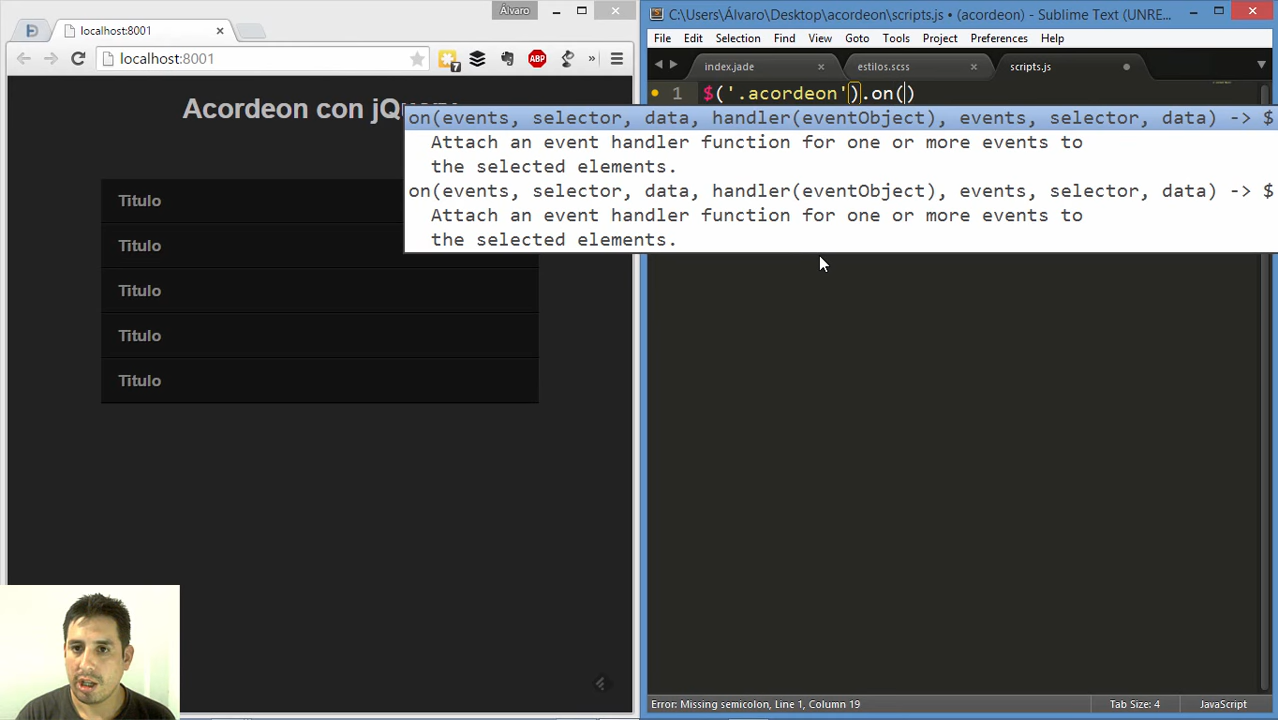 Álvaro
localhost:8001
localhost:8001
7
ABP
»
Acordeon con jQuery
Titulo
Titulo
Titulo
Titulo
Titulo
C:\Users\Álvaro\Desktop\acordeon\scripts.js • (acordeon) - Sublime Text (UNRE...
File Edit Selection Find View Goto Tools Project Preferences Help
index.jade estilos.scss scripts.js
1 $('.acordeon').on()
on(events, selector, data, handler(eventObject), events, selector, data) -> $
Attach an event handler function for one or more events to
the selected elements.
on(events, selector, data, handler(eventObject), events, selector, data) -> $
Attach an event handler function for one or more events to
the selected elements.
Error: Missing semicolon, Line 1, Column 19 Tab Size: 4 JavaScript